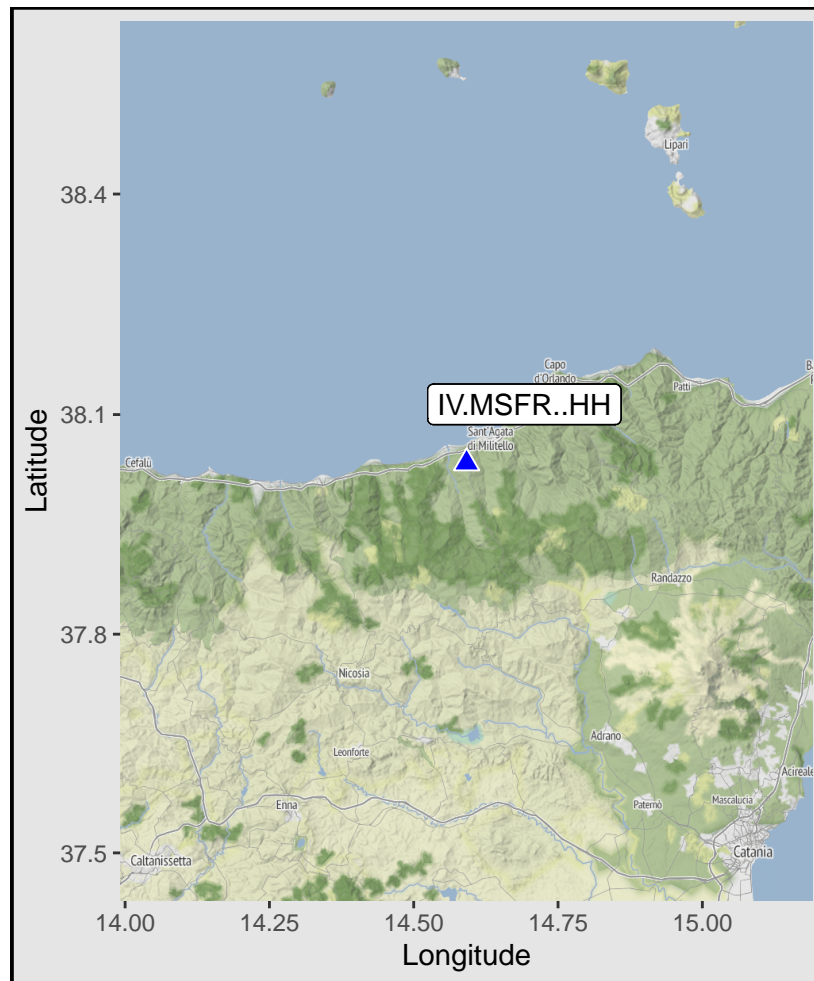 Lipari
38.4
Capo
d'Orlando
Patti
IV.MSFR..HH
38.1
Sant'Agata
di Militello
Cefalù
Latitude
Randazzo
37.8
Nicosia
Adrano
Leonforte
Acireale
Enna
Paternò
Mascalucia
37.5
Caltanissetta
Catania
14.00
14.25
14.50
14.75
15.00
Longitude